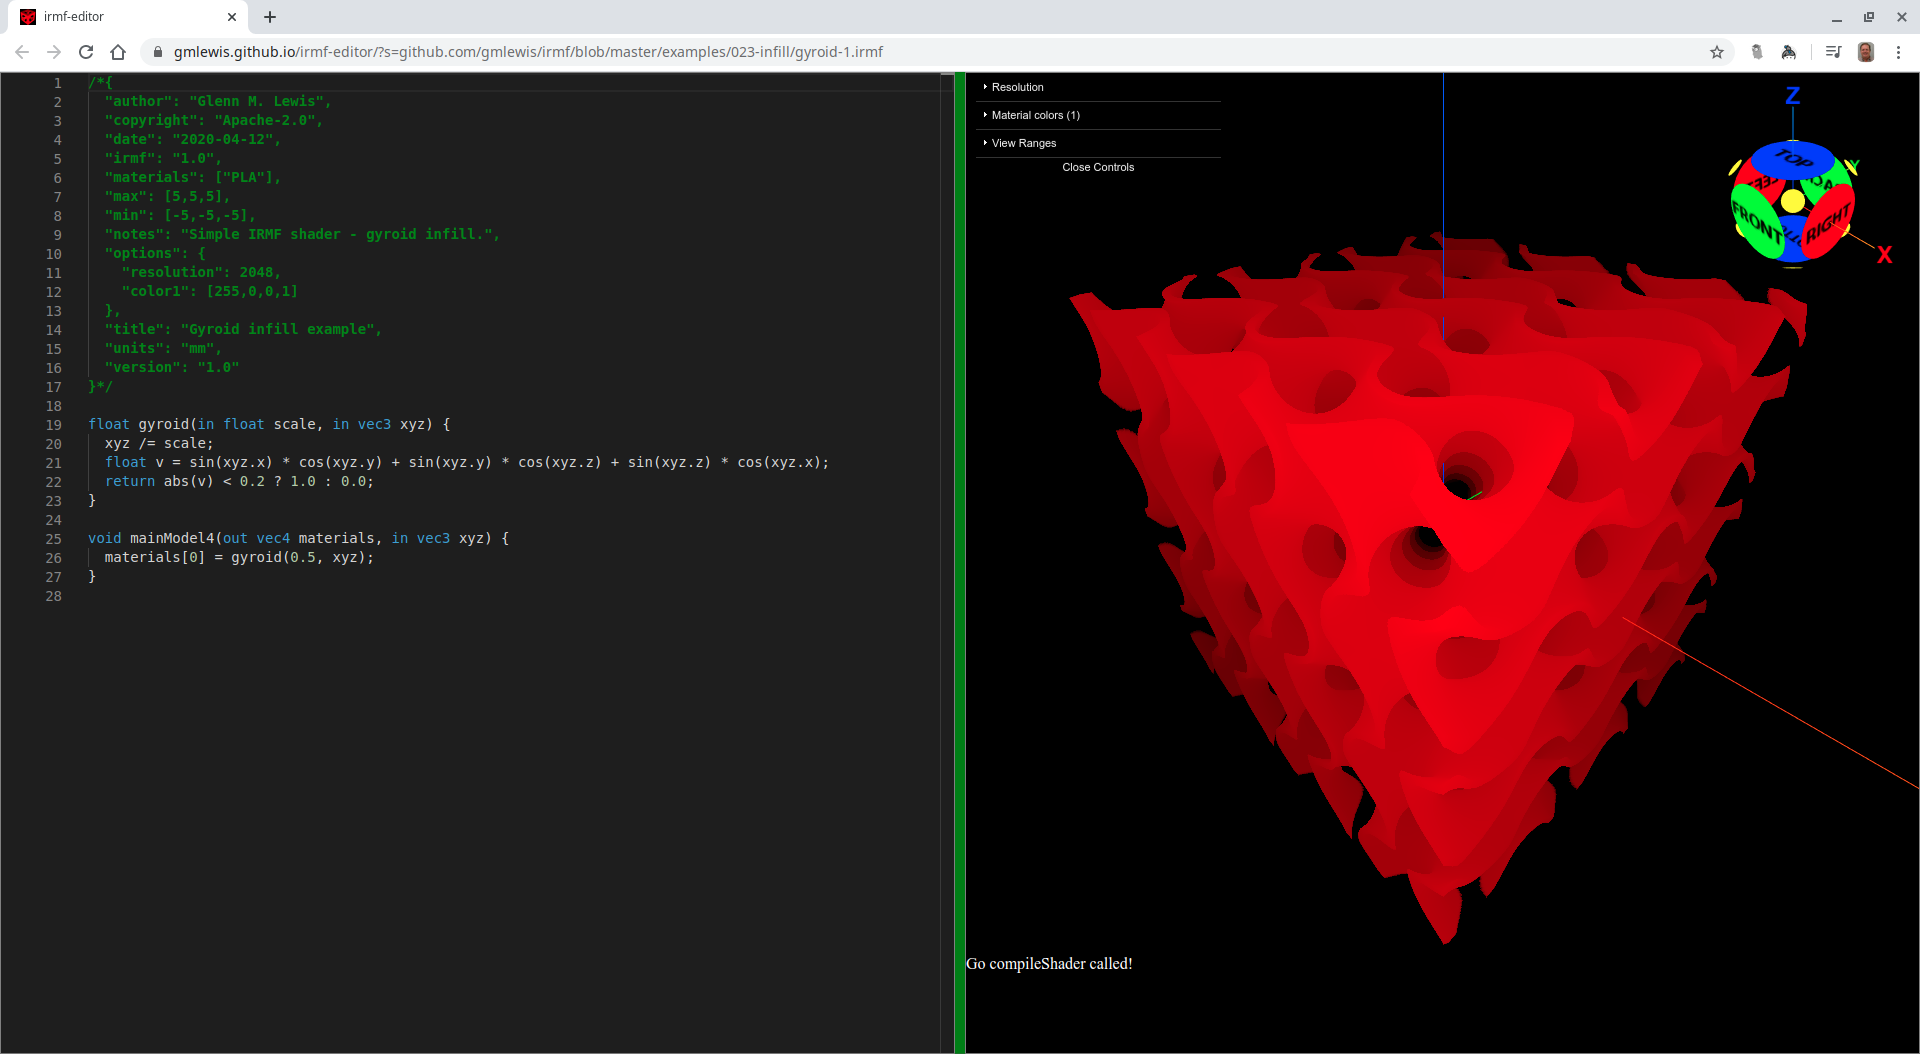 irmf-editor
gmlewis.github.io/irmf-editor/?s=github.com/gmlewis/irmf/blob/master/examples/023-infill/gyroid-1.irmf
1 /*{
2 "author": "Glenn M. Lewis",
3 "copyright": "Apache-2.0",
4 "date": "2020-04-12",
5 "irmf": "1.0",
6 "materials": ["PLA"],
7 "max": [5,5,5],
8 "min": [-5,-5,-5],
9 "notes": "Simple IRMF shader - gyroid infill.",
10 "options": {
11 "resolution": 2048,
12 "color1": [255,0,0,1]
13 },
14 "title": "Gyroid infill example",
15 "units": "mm",
16 "version": "1.0"
17 }*/
18
19 float gyroid(in float scale, in vec3 xyz) {
20 xyz /= scale;
21 float v = sin(xyz.x) * cos(xyz.y) + sin(xyz.y) * cos(xyz.z) + sin(xyz.z) * cos(xyz.x);
22 return abs(v) < 0.2 ? 1.0 : 0.0;
23 }
24
25 void mainModel4(out vec4 materials, in vec3 xyz) {
26 materials[0] = gyroid(0.5, xyz);
27 }
28
Resolution
Material colors (1)
View Ranges
Close Controls
Z
TOP
Y
FRONT
RIGHT
X
Go compileShader called!